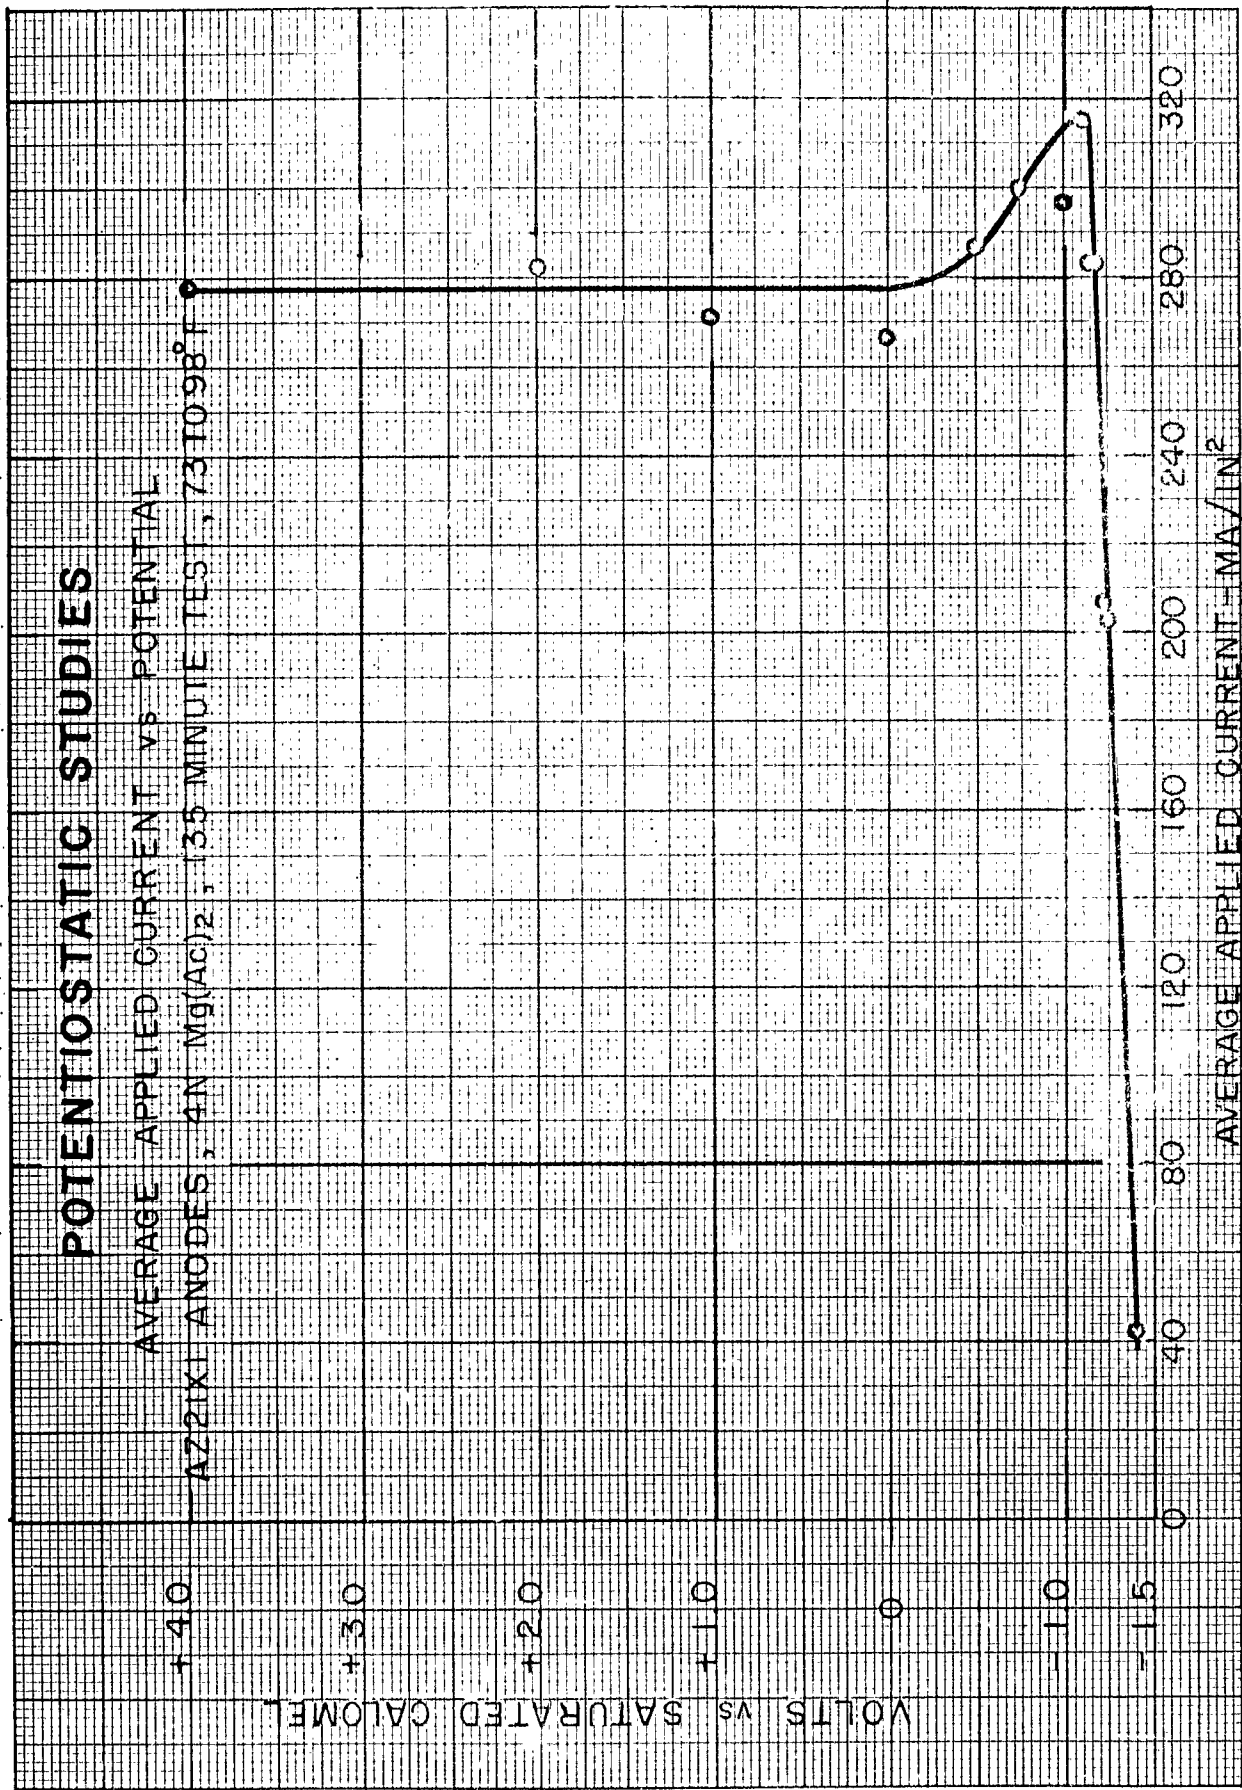 POTENTIOSTATIC STUDIES
AVERAGE APPLIED CURRENT vs POTENTIAL
AZ21X1 ANODES, 4N Mg(Ac)2, 135 MINUTE TEST, 73° TO 98°F
+4.0
+3.0
+2.0
+1.0
0
-1.0
-1.5
VOLTS vs SATURATED CALOMEL
0 40 80 120 160 200 240 280 320
AVERAGE APPLIED CURRENT-MA/IN2